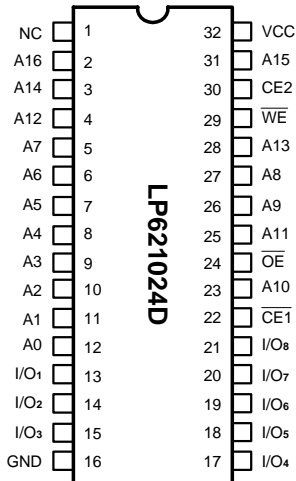 NC 1 32 VCC
A16 2 31 A15
A14 3 30 CE2
A12 4 29 W̅E̅
A7 5 28 A13
A6 6 27 A8
A5 7 26 A9
A4 8 25 A11
A3 9 24 O̅E̅
A2 10 23 A10
A1 11 22 C̅E̅1̅
A0 12 21 I/O₈
I/O₁ 13 20 I/O₇
I/O₂ 14 19 I/O₆
I/O₃ 15 18 I/O₅
GND 16 17 I/O₄
LP621024D